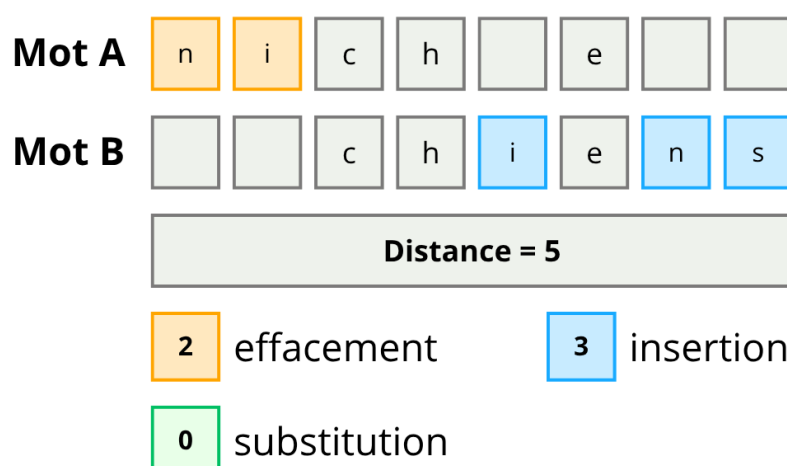 Mot A n i c h e
Mot B c h i e n s
Distance = 5
2 effacement 3 insertion
0 substitution